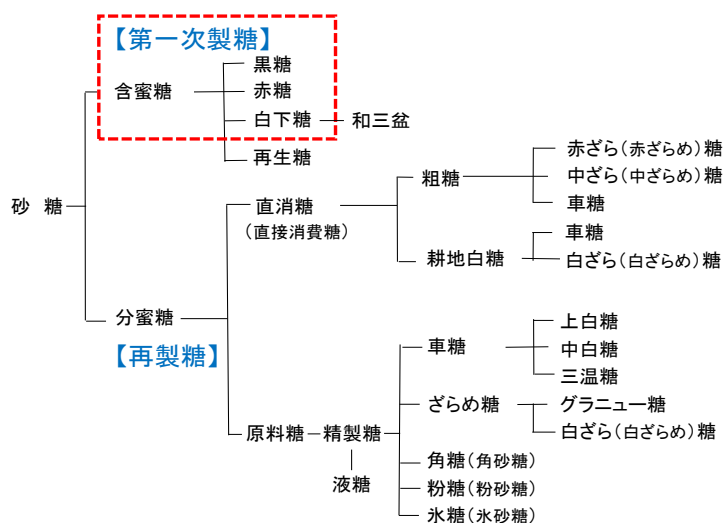 【第一次製糖】
黒糖
含蜜糖
赤糖
白下糖
和三盆
再生糖
砂 糖
分蜜糖
【再製糖】
直消糖
(直接消費糖)
粗糖
赤ざら(赤ざらめ)糖
中ざら(中ざらめ)糖
車糖
耕地白糖
車糖
白ざら(白ざらめ)糖
原料糖
精製糖
液糖
車糖
上白糖
中白糖
三温糖
ざらめ糖
グラニュー糖
白ざら(白ざらめ)糖
角糖(角砂糖)
粉糖(粉砂糖)
氷糖(氷砂糖)